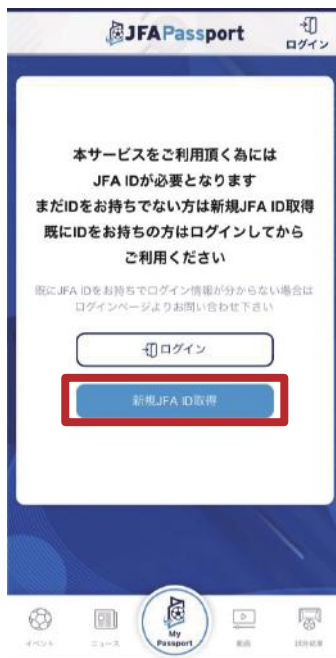 JFAPassport
ログイン
本サービスをご利用頂く為には
JFA IDが必要となります
まだIDをお持ちでない方は新規JFA ID取得
既にIDをお持ちの方はログインしてから
ご利用ください
既にJFA IDをお持ちでログイン情報が分からない場合は
ログインページよりお問い合わせ下さい
ログイン
新規JFA ID取得
イベント
ニュース
My
Passport
動画
試合結果